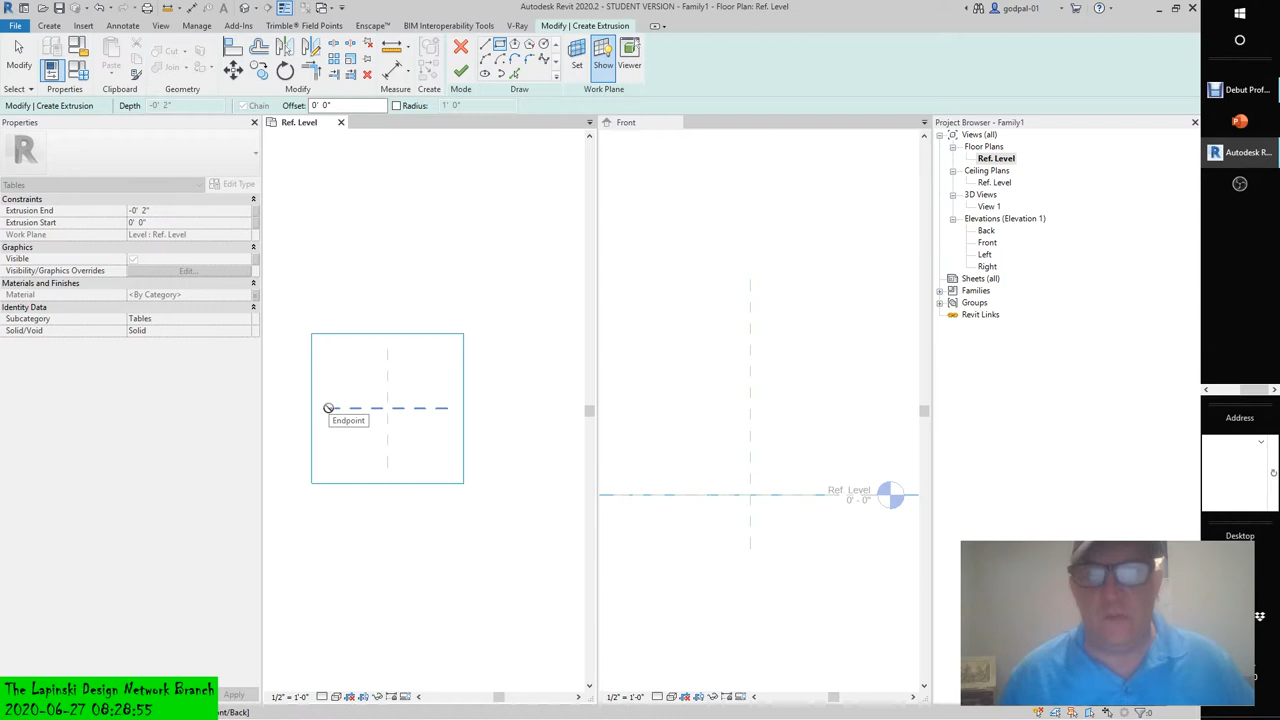 Autodesk Revit 2020.2 - STUDENT VERSION - Family1 - Floor Plan: Ref. Level
godpal-01
File Create Insert Annotate View Manage Add-Ins Trimble® Field Points Enscape™ BIM Interoperability Tools V-Ray Modify | Create Extrusion
Modify
Paste
Cut
Join
Set Show Viewer
Select Properties Clipboard Geometry Modify Measure Create Mode Draw Work Plane
Modify | Create Extrusion Depth -0' 2" Chain Offset: 0' 0" Radius: 1' 0"
Properties
Tables
Edit Type
Constraints
Extrusion End -0' 2"
Extrusion Start 0' 0"
Work Plane Level : Ref. Level
Graphics
Visible
Visibility/Graphics Overrides Edit...
Materials and Finishes
Material <By Category>
Identity Data
Subcategory Tables
Solid/Void Solid
Apply
Ref. Level
Endpoint
1/2" = 1'-0"
Front
Ref. Level
0' - 0"
1/2" = 1'-0"
Project Browser - Family1
Views (all)
Floor Plans
Ref. Level
Ceiling Plans
Ref. Level
3D Views
View 1
Elevations (Elevation 1)
Back
Front
Left
Right
Sheets (all)
Families
Groups
Revit Links
Debut Prof...
Autodesk R...
Address
Desktop
The Lapinski Design Network Branch
2020-06-27 08:28:55
ont/Back]
:0